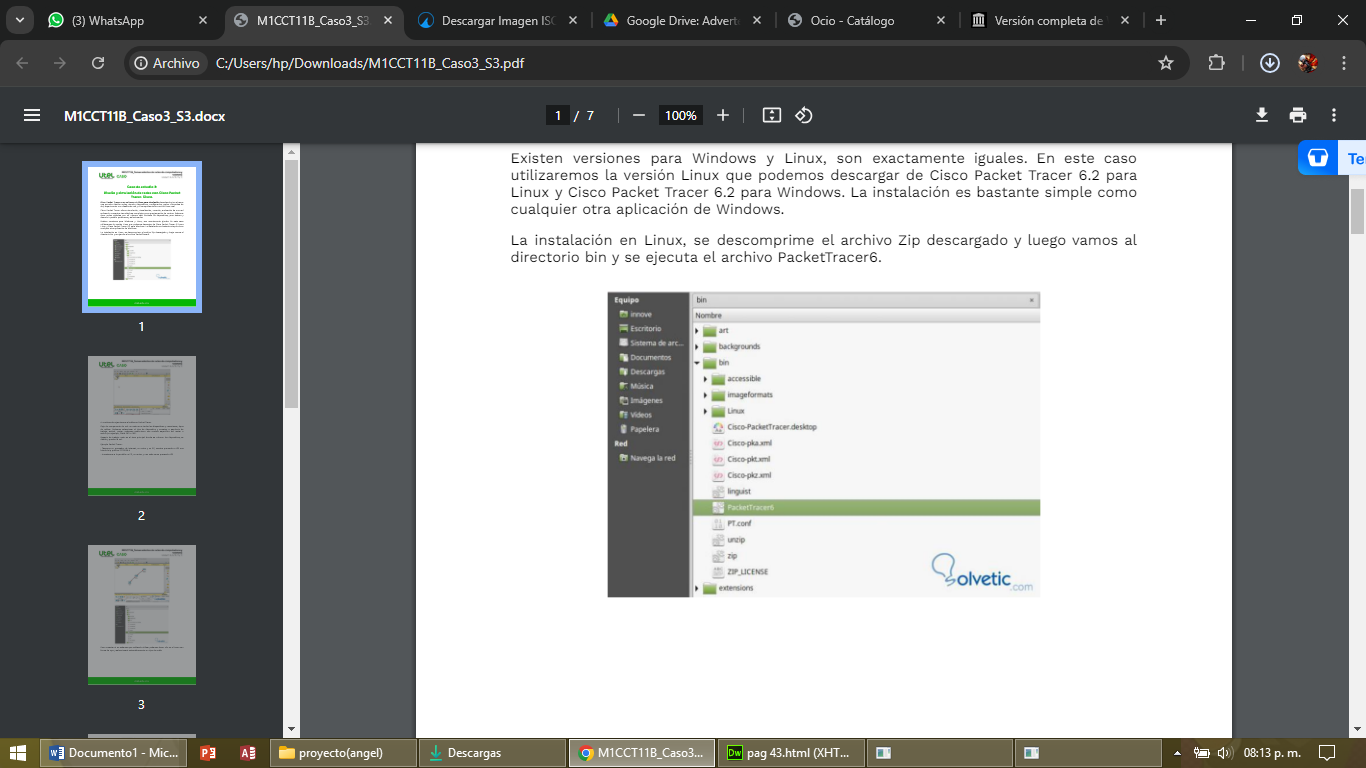 (3) WhatsApp
M1CCT11B_Caso3_S3
Descargar Imagen ISO
Google Drive: Advert
Ocio - Catálogo
Versión completa de
Archivo
C:/Users/hp/Downloads/M1CCT11B_Caso3_S3.pdf
M1CCT11B_Caso3_S3.docx
1 / 7
100%
Te
1
2
3
Existen versiones para Windows y Linux, son exactamente iguales. En este caso
utilizaremos la versión Linux que podemos descargar de Cisco Packet Tracer 6.2 para
Linux y Cisco Packet Tracer 6.2 para Windows. La instalación es bastante simple como
cualquier otra aplicación de Windows.
La instalación en Linux, se descomprime el archivo Zip descargado y luego vamos al
directorio bin y se ejecuta el archivo PacketTracer6.
Equipo
innove
Escritorio
Sistema de arc...
Documentos
Descargas
Música
Imágenes
Vídeos
Papelera
Red
Navega la red
bin
Nombre
art
backgrounds
bin
accessible
imageformats
Linux
Cisco-PacketTracer.desktop
Cisco-pka.xml
Cisco-pkt.xml
Cisco-pkz.xml
linguist
PacketTracer6
PT.conf
unzip
zip
ZIP_LICENSE
extensions
Solvetic.com
Documento1 - Mic...
proyecto(angel)
Descargas
M1CCT11B_Caso3...
pag 43.html (XHT...
08:13 p. m.